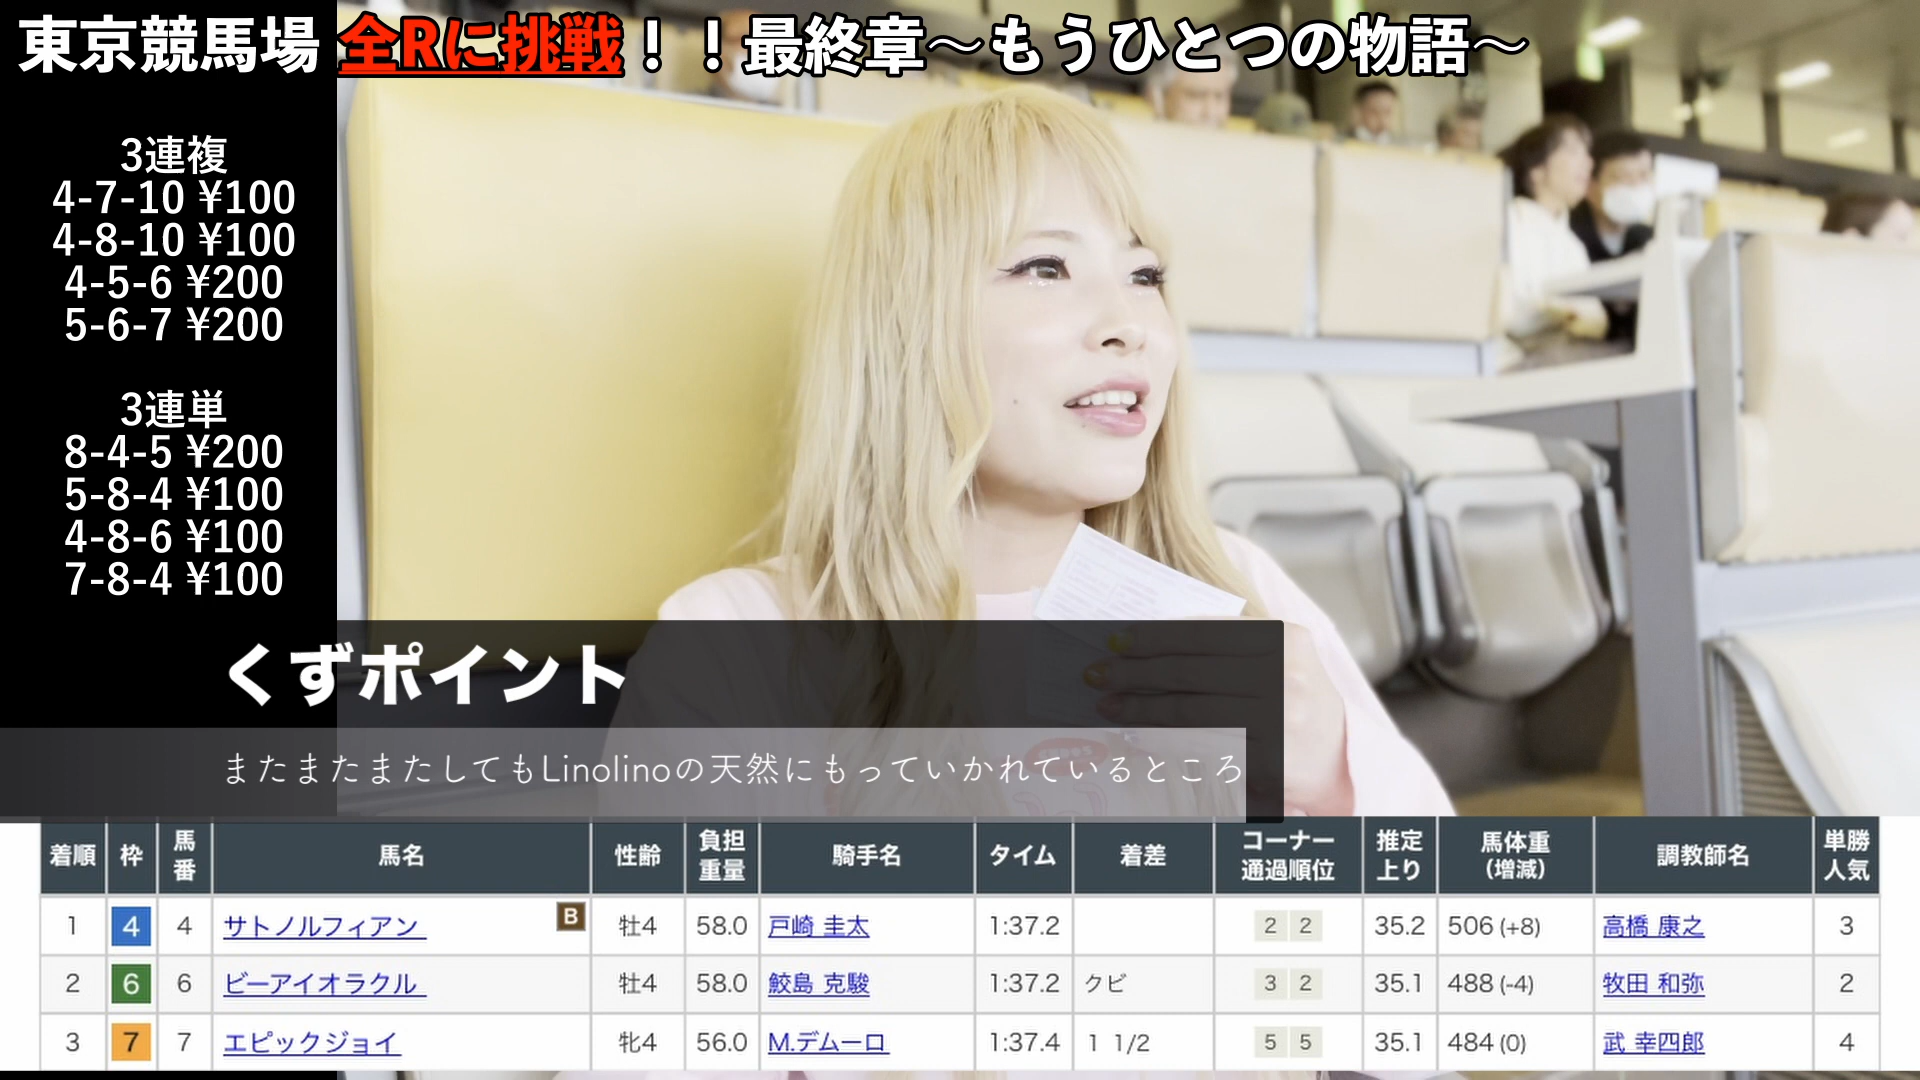 東京競馬場 全Rに挑戦！！最終章～もうひとつの物語～
3連複
4-7-10 ¥100
4-8-10 ¥100
4-5-6 ¥200
5-6-7 ¥200
3連単
8-4-5 ¥200
5-8-4 ¥100
4-8-6 ¥100
7-8-4 ¥100
くずポイント
またまたまたしてもLinolinoの天然にもっていかれているところ
着順 枠 馬番 馬名 性齢 負担重量 騎手名 タイム 着差 コーナー通過順位 推定上り 馬体重(増減) 調教師名 単勝人気
1 4 4 サトノルフィアン B 牡4 58.0 戸崎 圭太 1:37.2 2 2 35.2 506 (+8) 高橋 康之 3
2 6 6 ビーアイオラクル 牡4 58.0 鮫島 克駿 1:37.2 クビ 3 2 35.1 488 (-4) 牧田 和弥 2
3 7 7 エピックジョイ 牝4 56.0 M.デムーロ 1:37.4 1 1/2 5 5 35.1 484 (0) 武 幸四郎 4